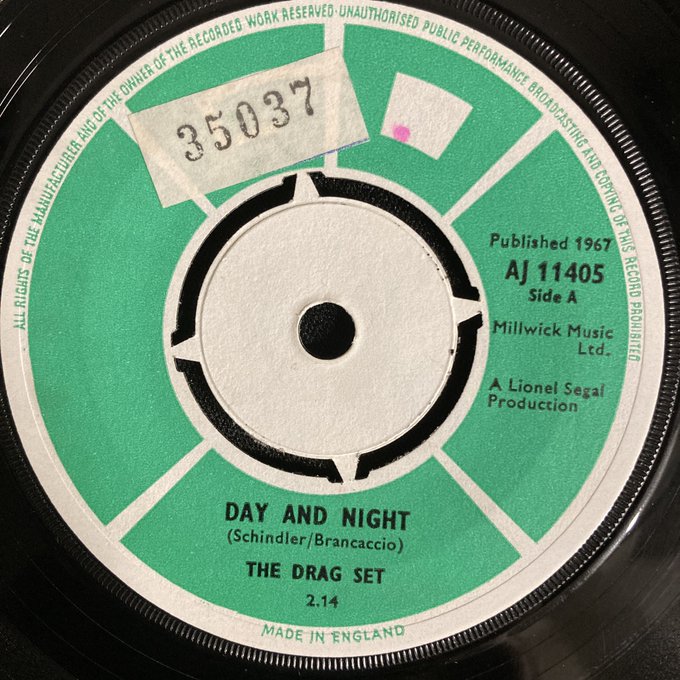 ALL RIGHTS OF THE MANUFACTURER AND OF THE OWNER OF THE RECORDED WORK RESERVED·UNAUTHORISED PUBLIC PERFORMANCE BROADCASTING AND COPYING OF THIS RECORD PROHIBITED
35037
Published 1967
AJ 11405
Side A
Millwick Music
Ltd.
A Lionel Segal
Production
DAY AND NIGHT
(Schindler/Brancaccio)
THE DRAG SET
2.14
MADE IN ENGLAND